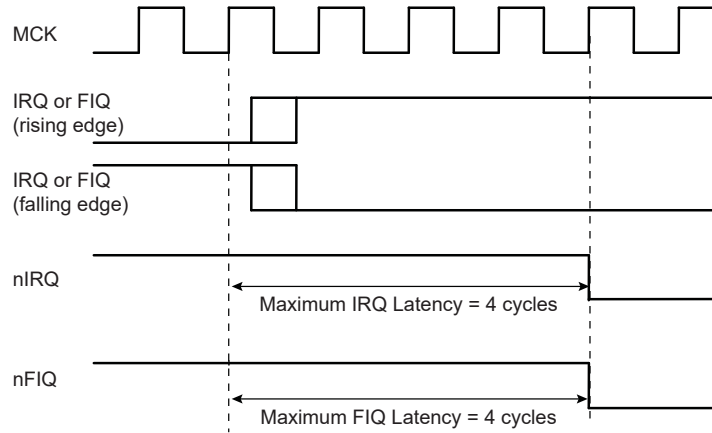 MCK
IRQ or FIQ
(rising edge)
IRQ or FIQ
(falling edge)
nIRQ
Maximum IRQ Latency = 4 cycles
nFIQ
Maximum FIQ Latency = 4 cycles